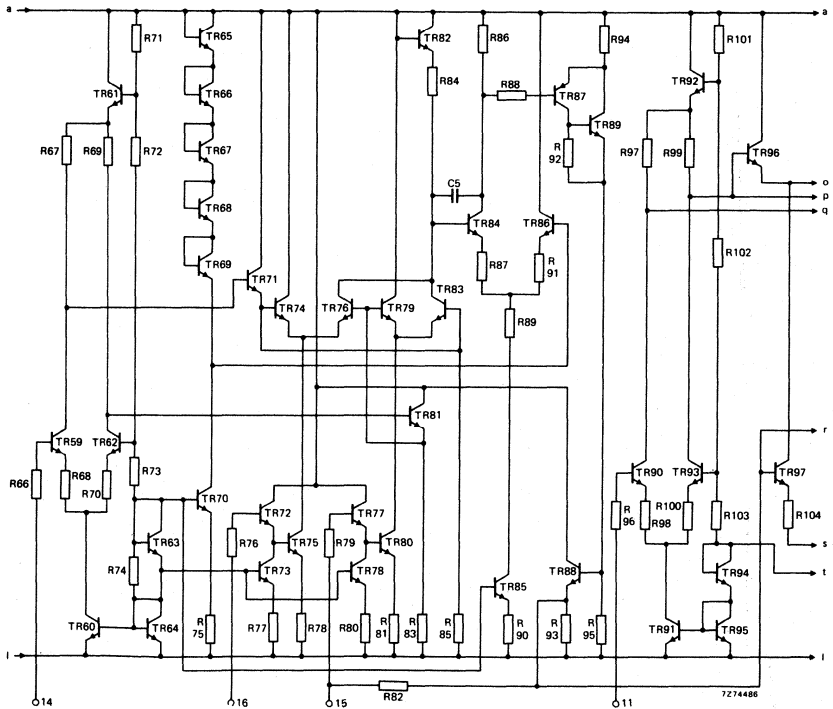 a a
R71 TR65 TR82 R86 R94 R101
R84
TR61 TR66 R88 TR87 TR92
TR89
R67 R69 R72 TR67 R 92 R97 R99 TR96
C5 o
p
TR68 q
TR84 TR86
TR69 R87 R 91 R102
TR71 TR83
TR74 TR76 TR79 R89
TR81
r
TR59 TR62
R66 R68 R70 R73 TR90 TR93 TR97
TR70 TR72 TR77 R 96 R98 R100 R103 R104
TR63 R76 TR75 R79 TR80 s
R74 TR73 TR78 TR85 TR88 TR94 t
TR60 TR64 R 75 R77 R78 R80 R 81 R 83 R 85 R 90 R 93 R 95 TR91 TR95
l l
R82 7Z74486
14 16 15 11